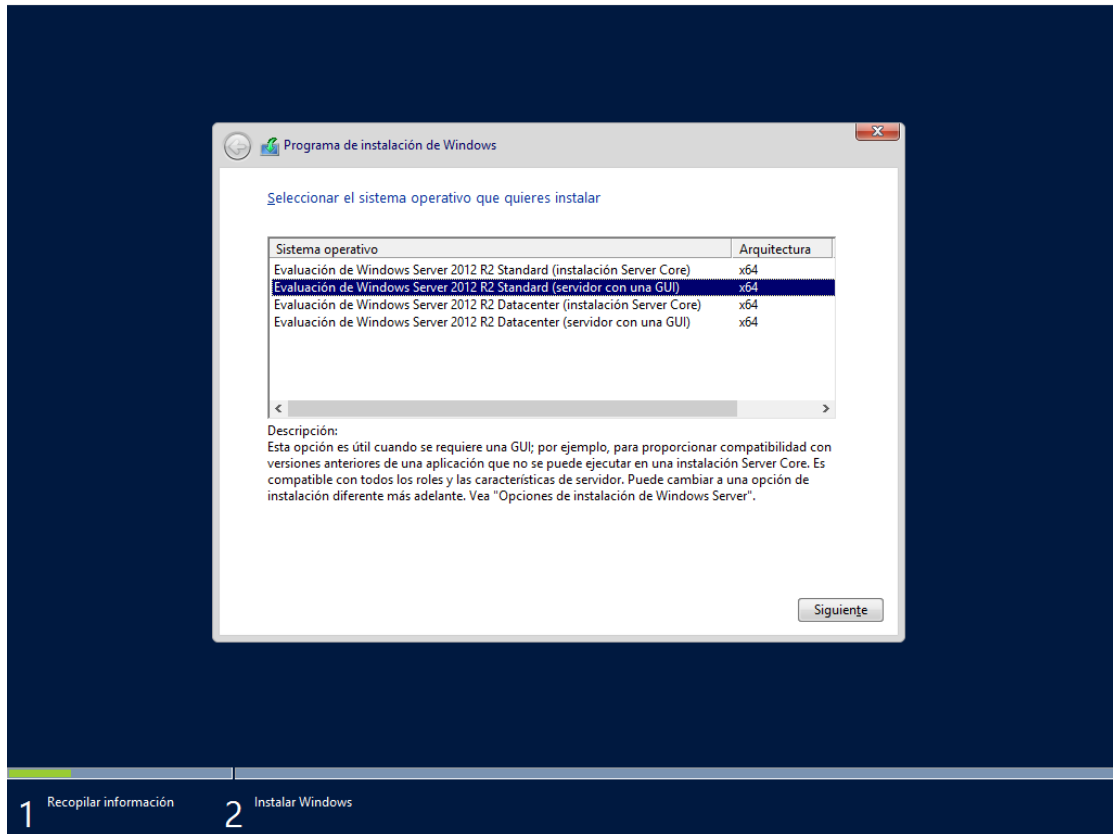 Programa de instalación de Windows
Seleccionar el sistema operativo que quieres instalar
Sistema operativo Arquitectura
Evaluación de Windows Server 2012 R2 Standard (instalación Server Core) x64
Evaluación de Windows Server 2012 R2 Standard (servidor con una GUI) x64
Evaluación de Windows Server 2012 R2 Datacenter (instalación Server Core) x64
Evaluación de Windows Server 2012 R2 Datacenter (servidor con una GUI) x64
Descripción:
Esta opción es útil cuando se requiere una GUI; por ejemplo, para proporcionar compatibilidad con
versiones anteriores de una aplicación que no se puede ejecutar en una instalación Server Core. Es
compatible con todos los roles y las características de servidor. Puede cambiar a una opción de
instalación diferente más adelante. Vea "Opciones de instalación de Windows Server".
Siguiente
1 Recopilar información 2 Instalar Windows